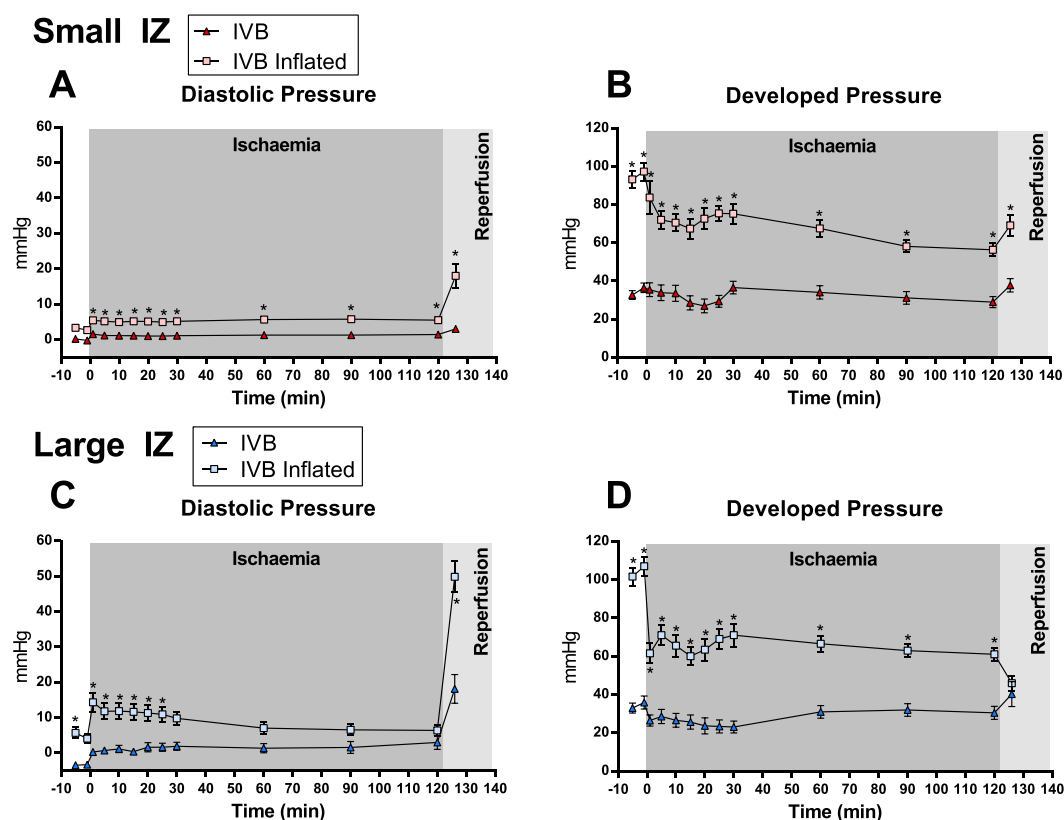 Small IZ
IVB
IVB Inflated
A
Diastolic Pressure
60
50
40
30
20
10
0
mmHg
Ischaemia
Reperfusion
* * * * * * * * * *
*
-10 0 10 20 30 40 50 60 70 80 90 100 110 120 130 140
Time (min)
B
Developed Pressure
120
100
80
60
40
20
0
mmHg
Ischaemia
Reperfusion
* * * * * * * * * * * * *
-10 0 10 20 30 40 50 60 70 80 90 100 110 120 130 140
Time (min)
Large IZ
IVB
IVB Inflated
C
Diastolic Pressure
60
50
40
30
20
10
0
mmHg
Ischaemia
Reperfusion
* * * * * * *
*
-10 0 10 20 30 40 50 60 70 80 90 100 110 120 130 140
Time (min)
D
Developed Pressure
120
100
80
60
40
20
0
mmHg
Ischaemia
Reperfusion
* * * * * * * * * * * *
-10 0 10 20 30 40 50 60 70 80 90 100 110 120 130 140
Time (min)